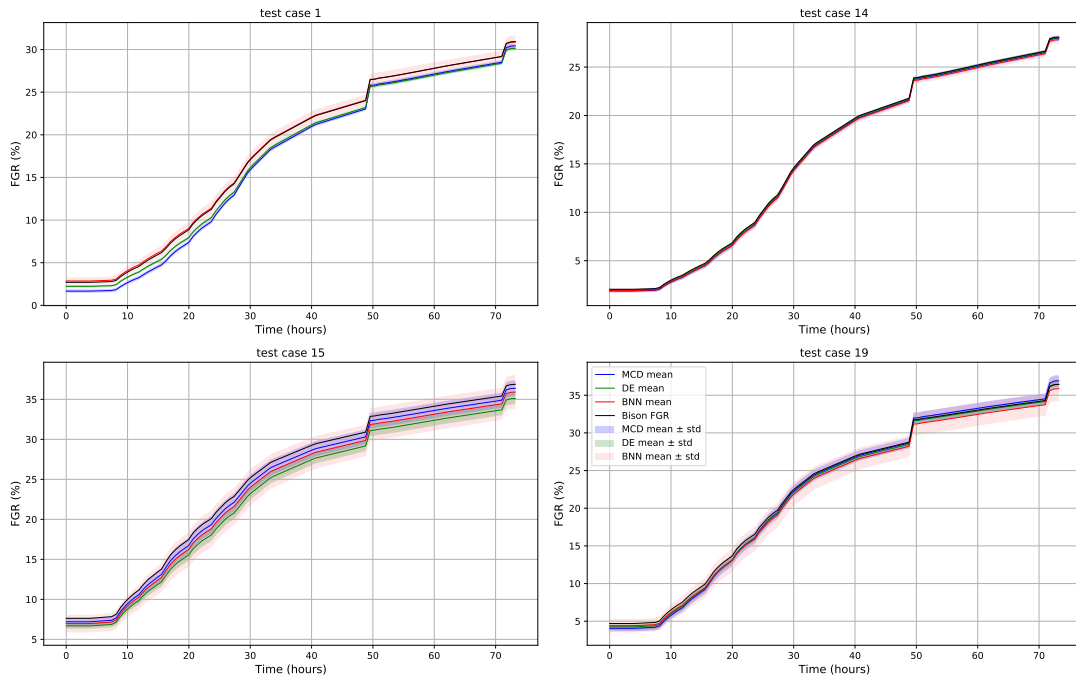 test case 1
FGR (%)
30
25
20
15
10
5
0
0 10 20 30 40 50 60 70
Time (hours)
test case 14
FGR (%)
25
20
15
10
5
0 10 20 30 40 50 60 70
Time (hours)
test case 15
FGR (%)
35
30
25
20
15
10
5
0 10 20 30 40 50 60 70
Time (hours)
test case 19
FGR (%)
35
30
25
20
15
10
5
MCD mean
DE mean
BNN mean
Bison FGR
MCD mean ± std
DE mean ± std
BNN mean ± std
0 10 20 30 40 50 60 70
Time (hours)